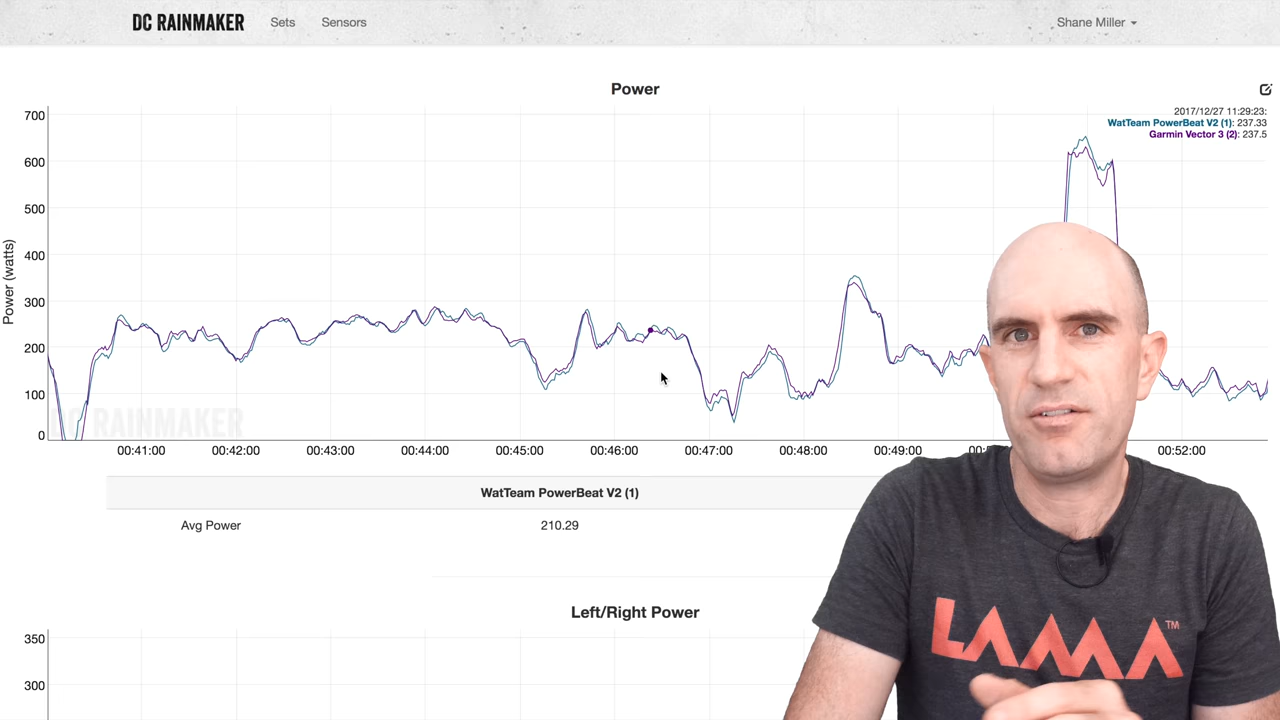 DC RAINMAKER
Sets
Sensors
Shane Miller
Power
2017/12/27 11:29:23:
WatTeam PowerBeat V2 (1): 237.33
Garmin Vector 3 (2): 237.5
700
600
500
400
300
200
100
0
Power (watts)
DC RAINMAKER
00:41:00
00:42:00
00:43:00
00:44:00
00:45:00
00:46:00
00:47:00
00:48:00
00:49:00
00:52:00
WatTeam PowerBeat V2 (1)
Avg Power
210.29
Left/Right Power
350
300
LAMA™